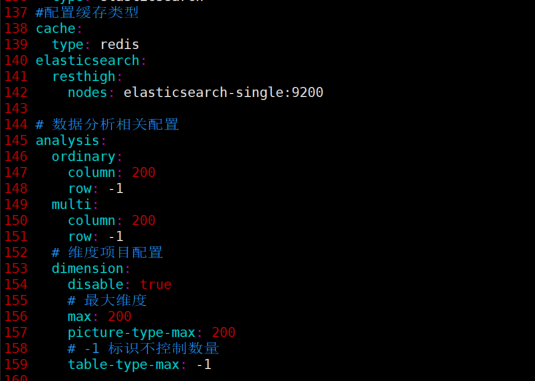 137 #配置缓存类型
138 cache:
139   type: redis
140 elasticsearch:
141   resthigh:
142     nodes: elasticsearch-single:9200
143
144 # 数据分析相关配置
145 analysis:
146   ordinary:
147     column: 200
148     row: -1
149   multi:
150     column: 200
151     row: -1
152   # 维度项目配置
153   dimension:
154     disable: true
155     # 最大维度
156     max: 200
157     picture-type-max: 200
158     # -1 标识不控制数量
159     table-type-max: -1